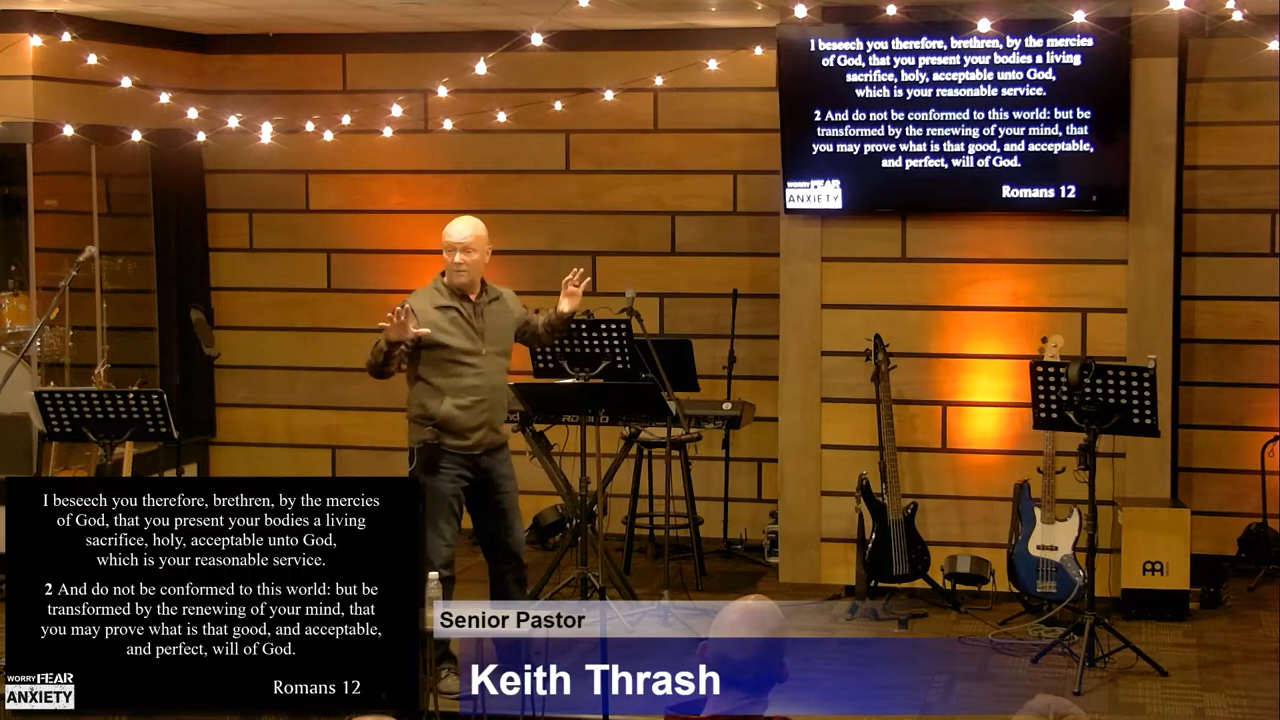 I beseech you therefore, brethren, by the mercies
of God, that you present your bodies a living
sacrifice, holy, acceptable unto God,
which is your reasonable service.
2 And do not be conformed to this world: but be
transformed by the renewing of your mind, that
you may prove what is that good, and acceptable,
and perfect, will of God.
Romans 12
WORRY FEAR
ANXIETY
I beseech you therefore, brethren, by the mercies
of God, that you present your bodies a living
sacrifice, holy, acceptable unto God,
which is your reasonable service.
2 And do not be conformed to this world: but be
transformed by the renewing of your mind, that
you may prove what is that good, and acceptable,
and perfect, will of God.
Romans 12
WORRY FEAR
ANXIETY
Senior Pastor
Keith Thrash